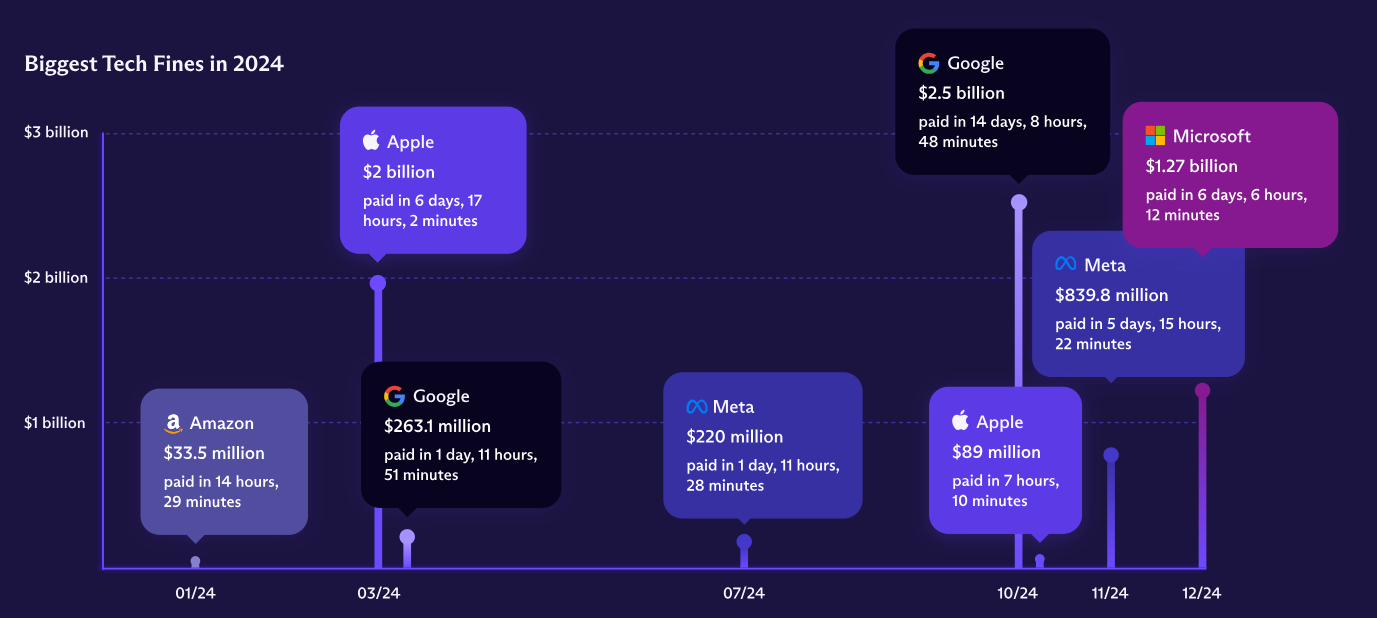 Biggest Tech Fines in 2024
$3 billion
$2 billion
$1 billion
Amazon
$33.5 million
paid in 14 hours,
29 minutes
Apple
$2 billion
paid in 6 days, 17
hours, 2 minutes
Google
$263.1 million
paid in 1 day, 11 hours,
51 minutes
Meta
$220 million
paid in 1 day, 11 hours,
28 minutes
Google
$2.5 billion
paid in 14 days, 8 hours,
48 minutes
Apple
$89 million
paid in 7 hours,
10 minutes
Meta
$839.8 million
paid in 5 days, 15 hours,
22 minutes
Microsoft
$1.27 billion
paid in 6 days, 6 hours,
12 minutes
01/24
03/24
07/24
10/24
11/24
12/24